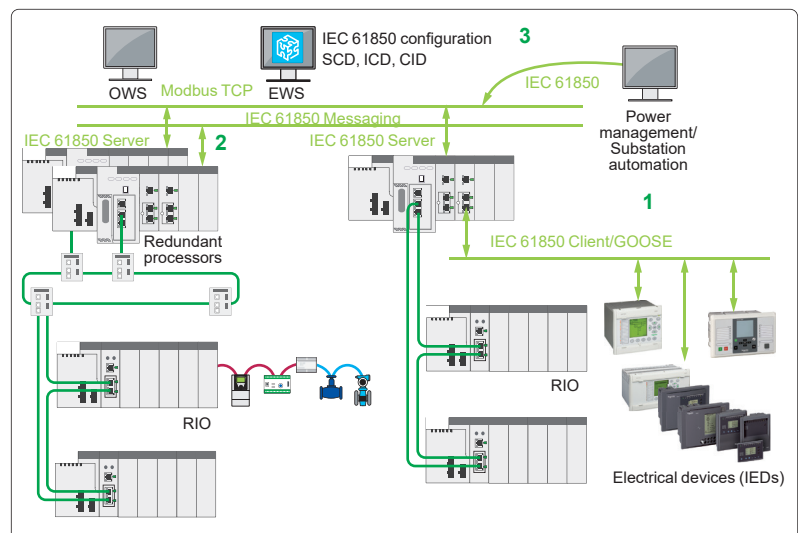 IEC 61850 configuration
SCD, ICD, CID
3
OWS
Modbus TCP
EWS
IEC 61850
IEC 61850 Messaging
Power
management/
Substation
automation
IEC 61850 Server
2
IEC 61850 Server
1
Redundant
processors
IEC 61850 Client/GOOSE
RIO
RIO
Electrical devices (IEDs)